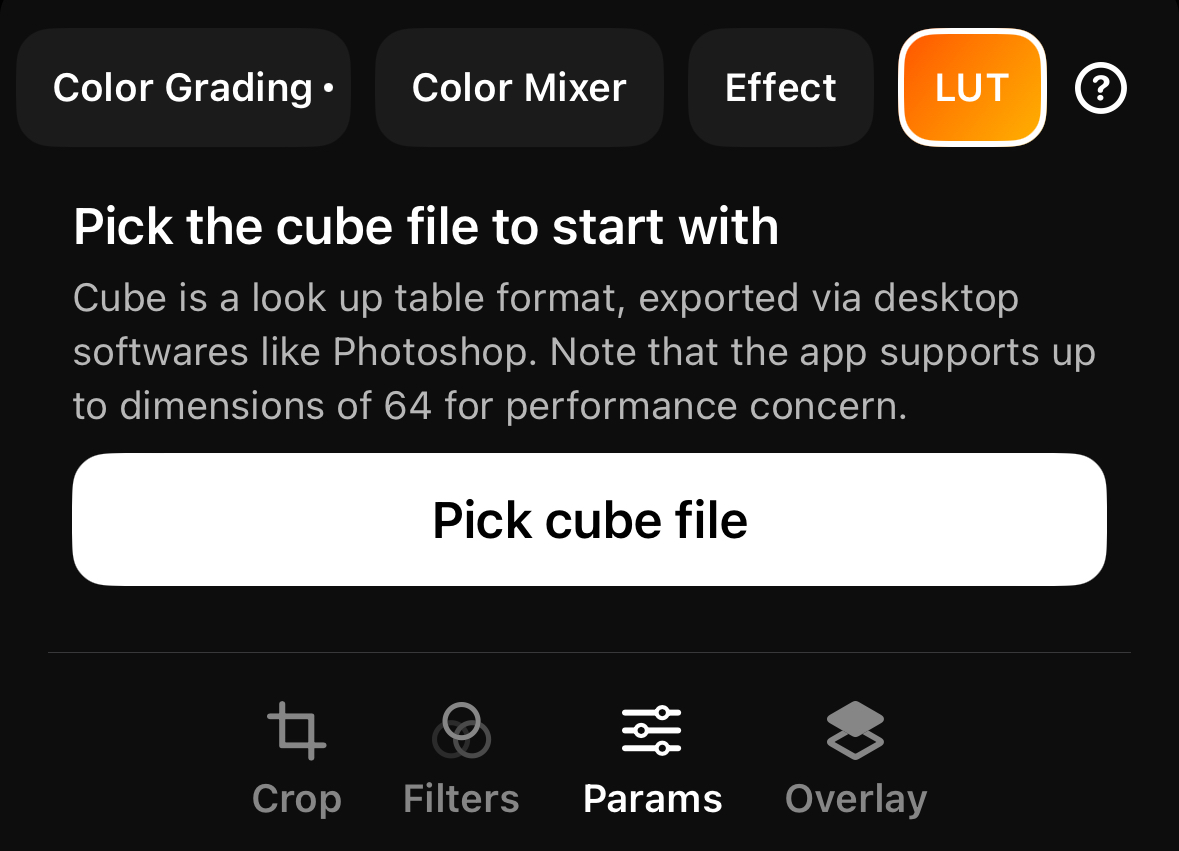 Color Grading •
Color Mixer
Effect
LUT
?
Pick the cube file to start with
Cube is a look up table format, exported via desktop
softwares like Photoshop. Note that the app supports up
to dimensions of 64 for performance concern.
Pick cube file
Crop
Filters
Params
Overlay